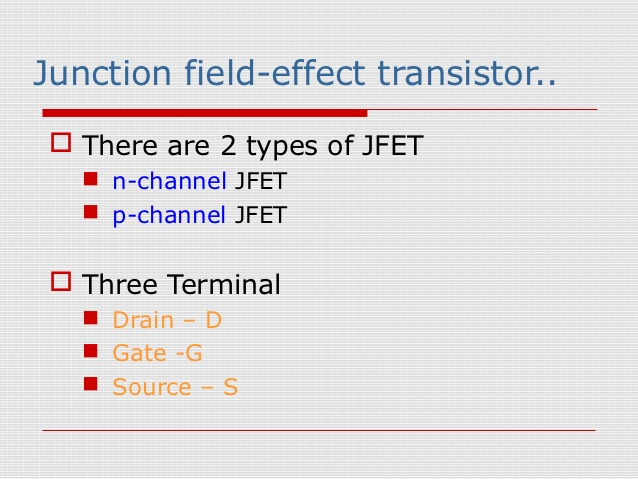 Junction field-effect transistor..
There are 2 types of JFET
n-channel JFET
p-channel JFET
Three Terminal
Drain – D
Gate -G
Source – S